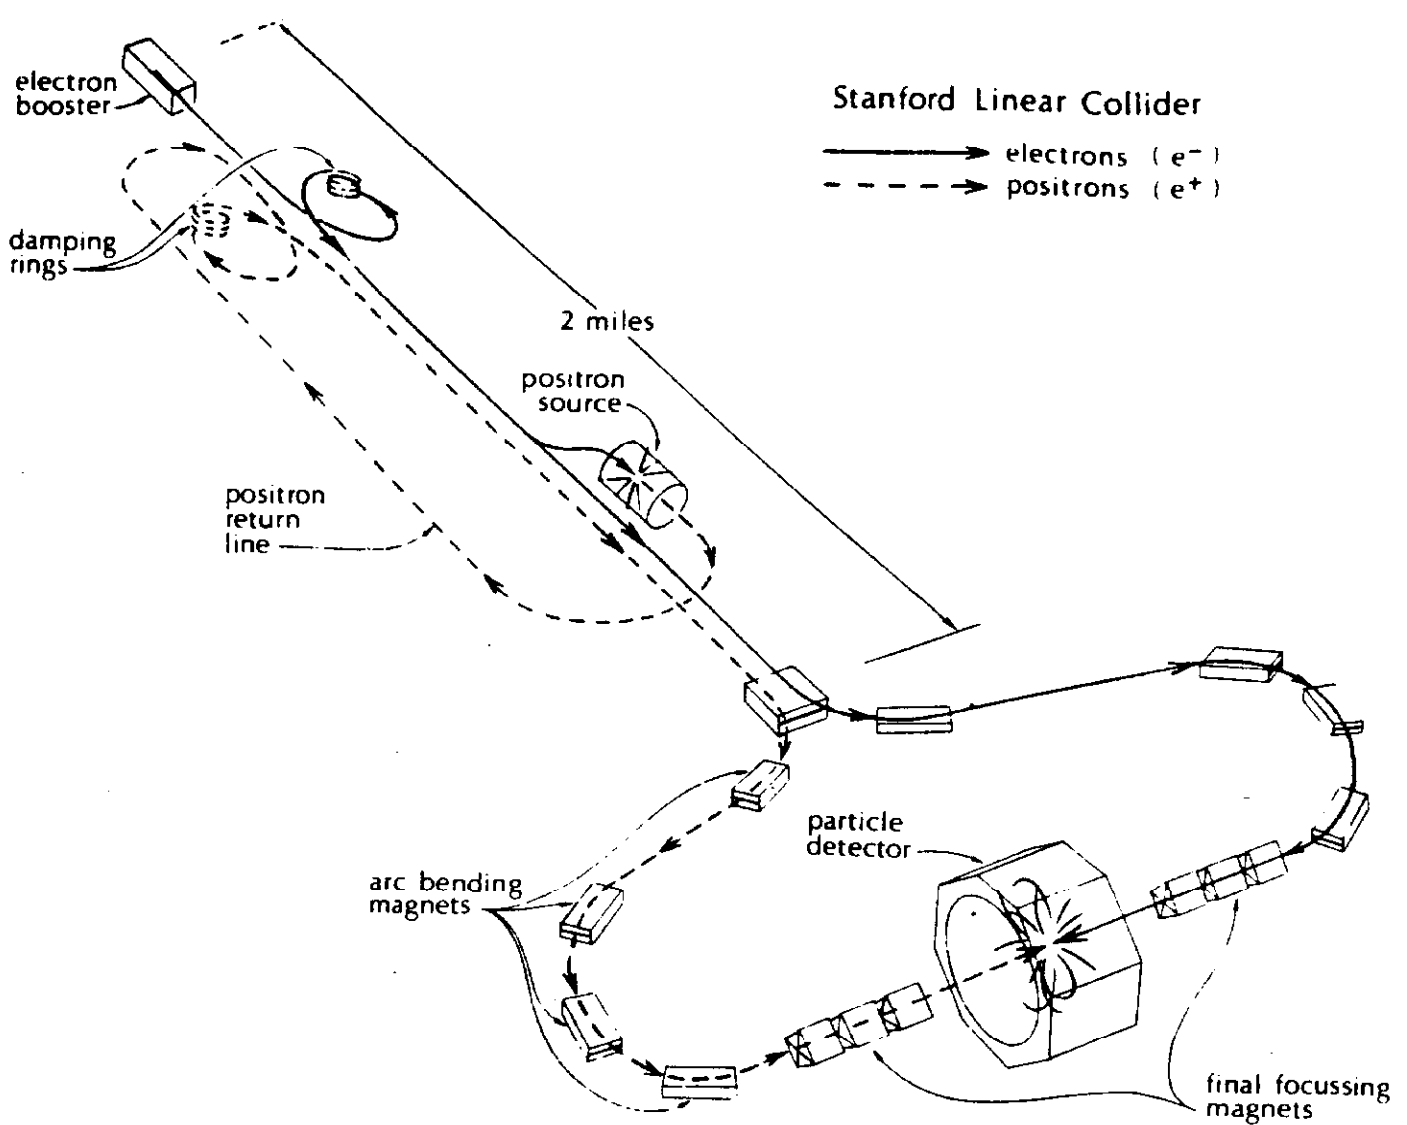 electron
booster
Stanford Linear Collider
electrons (e⁻)
positrons (e⁺)
damping
rings
2 miles
positron
source
positron
return
line
particle
detector
arc bending
magnets
final focussing
magnets